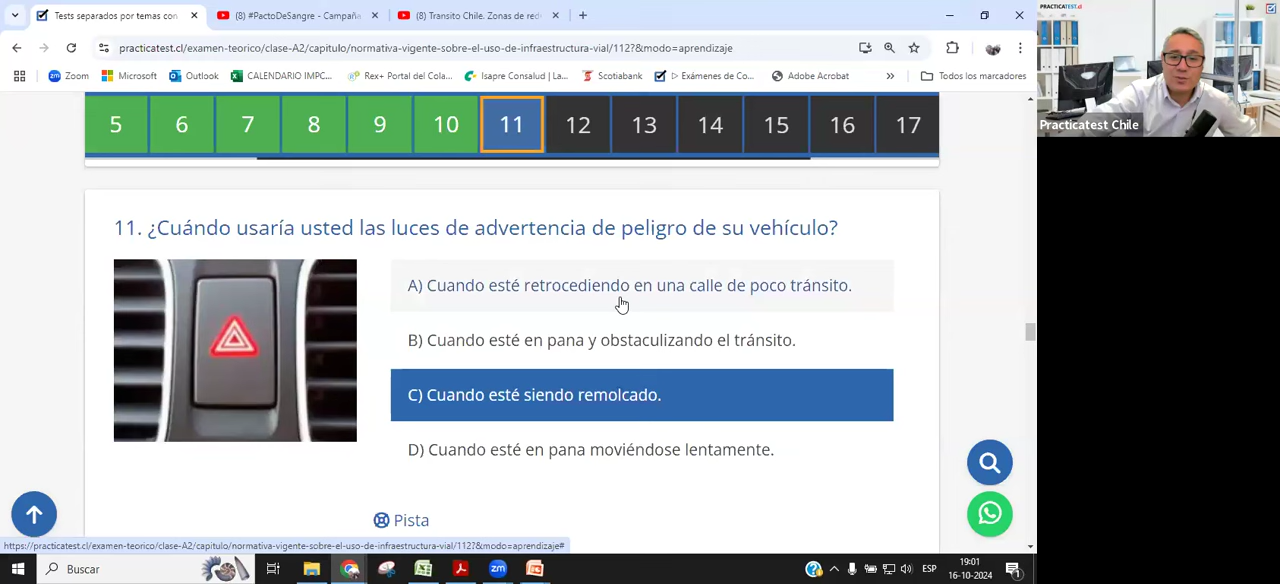 Tests separados por temas con
(8) #PactoDeSangre - Cantinfla
(8) Transito Chile. Zonas demed
practicatest.cl/examen-teorico/clase-A2/capitulo/normativa-vigente-sobre-el-uso-de-infraestructura-vial/112?&modo=aprendizaje
Zoom
Microsoft
Outlook
CALENDARIO IMPC...
Rex+ Portal del Cola...
de Consalud | La...
Scotiabank
▷ Exámenes de Co...
Adobe Acrobat
»
Todos los marcadores
PRACTICATEST.cl
Practicatest Chile
5 6 7 8 9 10 11 12 13 14 15 16 17
11. ¿Cuándo usaría usted las luces de advertencia de peligro de su vehículo?
A) Cuando esté retrocediendo en una calle de poco tránsito.
B) Cuando esté en pana y obstaculizando el tránsito.
C) Cuando esté siendo remolcado.
D) Cuando esté en pana moviéndose lentamente.
Pista
https://practicatest.cl/examen-teorico/clase-A2/capitulo/normativa-vigente-sobre-el-uso-de-infraestructura-vial/112?&modo=aprendizaje#
Buscar
ESP
19:01
16-10-2024
1